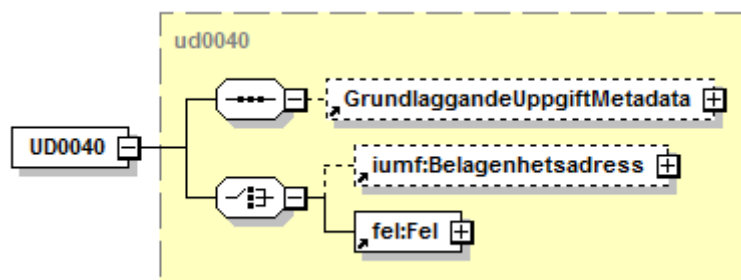 ud0040
GrundlaggandeUppgiftMetadata
UD0040
iumf:Belagenhetsadress
fel:Fel